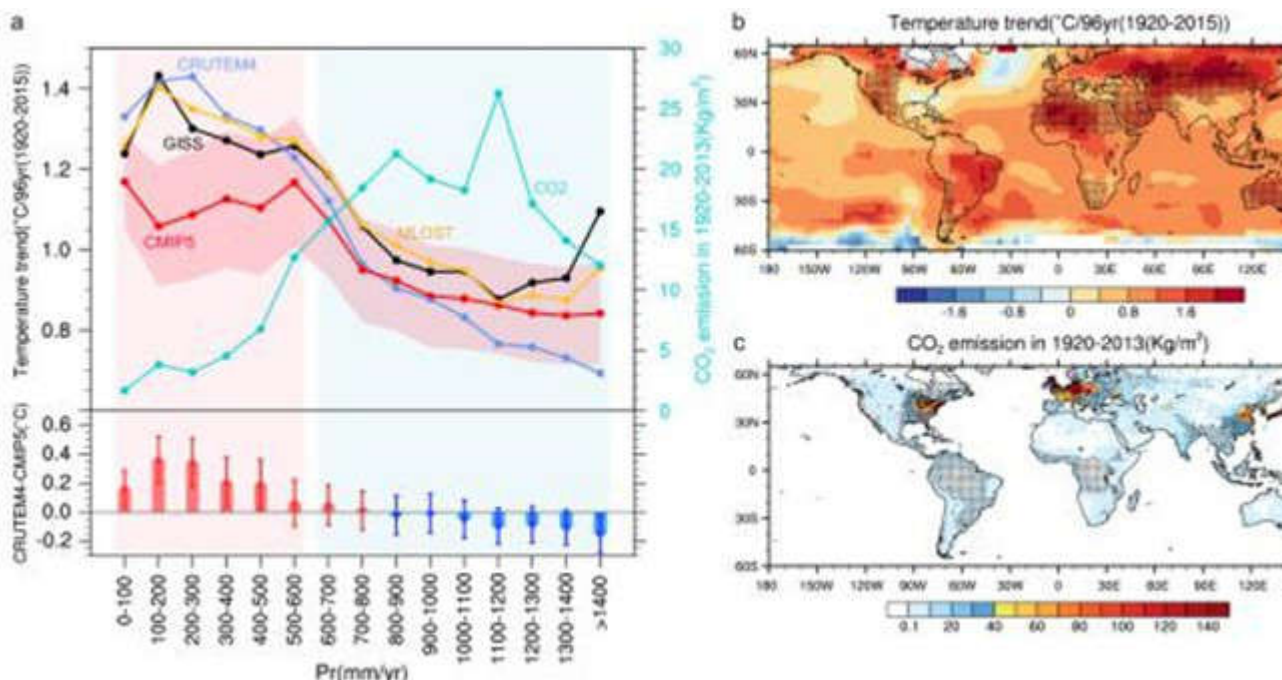 a
Temperature trend(°C/96yr(1920-2015))
1.4
1.2
1.0
0.8
CRUTEM4
GISS
CMIP5
MLOST
CO2
30
25
20
15
10
5
0
CO₂ emission in 1920-2013(Kg/m²)
CRUTEM4-CMIP5(°C)
0.6
0.4
0.2
0.0
-0.2
0-100
100-200
200-300
300-400
400-500
500-600
600-700
700-800
800-900
900-1000
1000-1100
1100-1200
1200-1300
1300-1400
>1400
Pr(mm/yr)
b
Temperature trend(°C/96yr(1920-2015))
60N
30N
0
30S
60S
180 150W 120W 90W 60W 30W 0 30E 60E 90E 120E
-1.6 -0.8 0 0.8 1.6
c
CO₂ emission in 1920-2013(Kg/m²)
60N
30N
0
30S
60S
180 150W 120W 90W 60W 30W 0 30E 60E 90E 120E
0.1 20 40 60 80 100 120 140